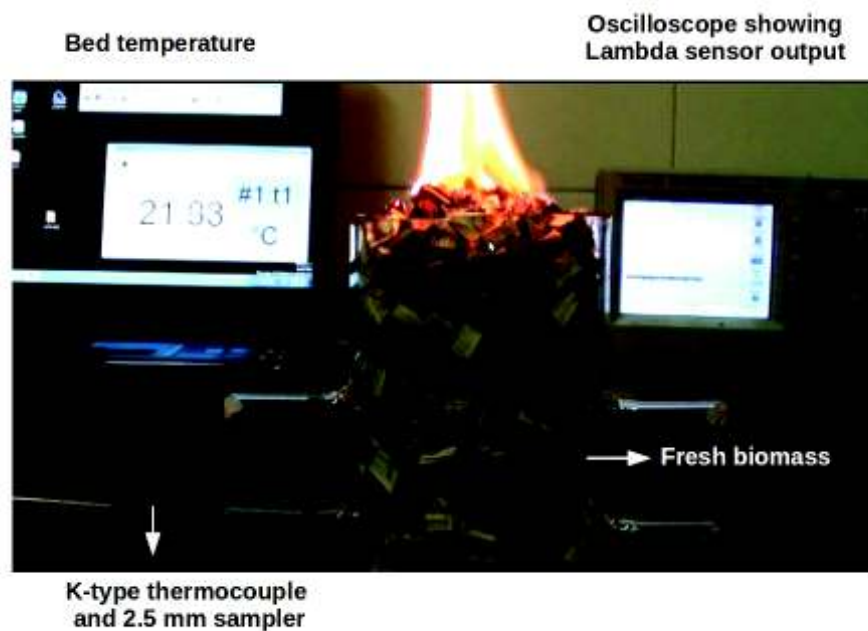 Bed temperature
Oscilloscope showing
Lambda sensor output
21 93
#1 t1
°C
Fresh biomass
K-type thermocouple
and 2.5 mm sampler